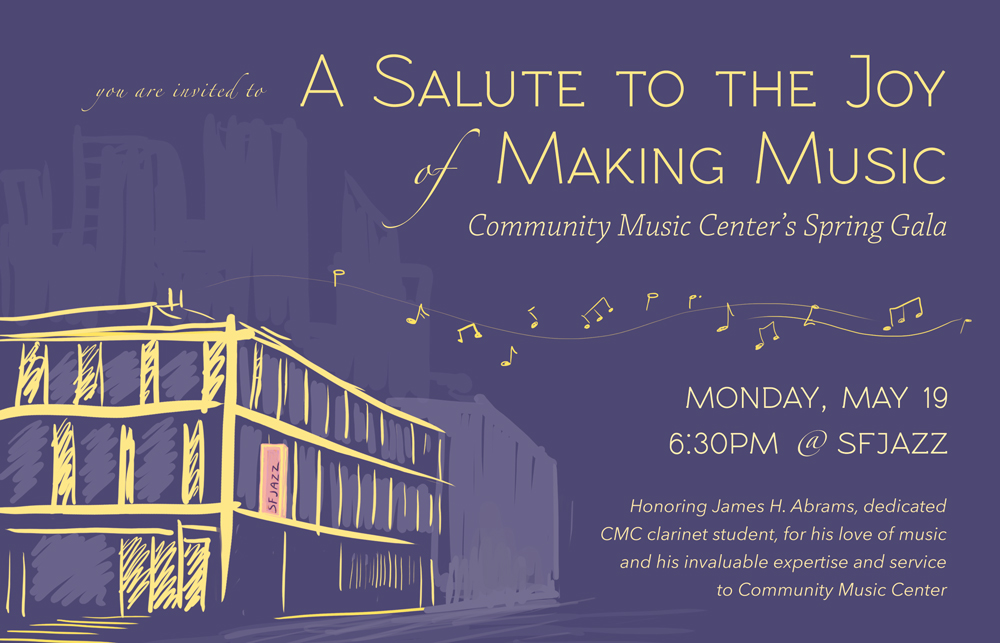 you are invited to A Salute to the Joy
of Making Music
Community Music Center's Spring Gala
MONDAY, MAY 19
6:30PM @ SFJAZZ
SFJAZZ
Honoring James H. Abrams, dedicated
CMC clarinet student, for his love of music
and his invaluable expertise and service
to Community Music Center